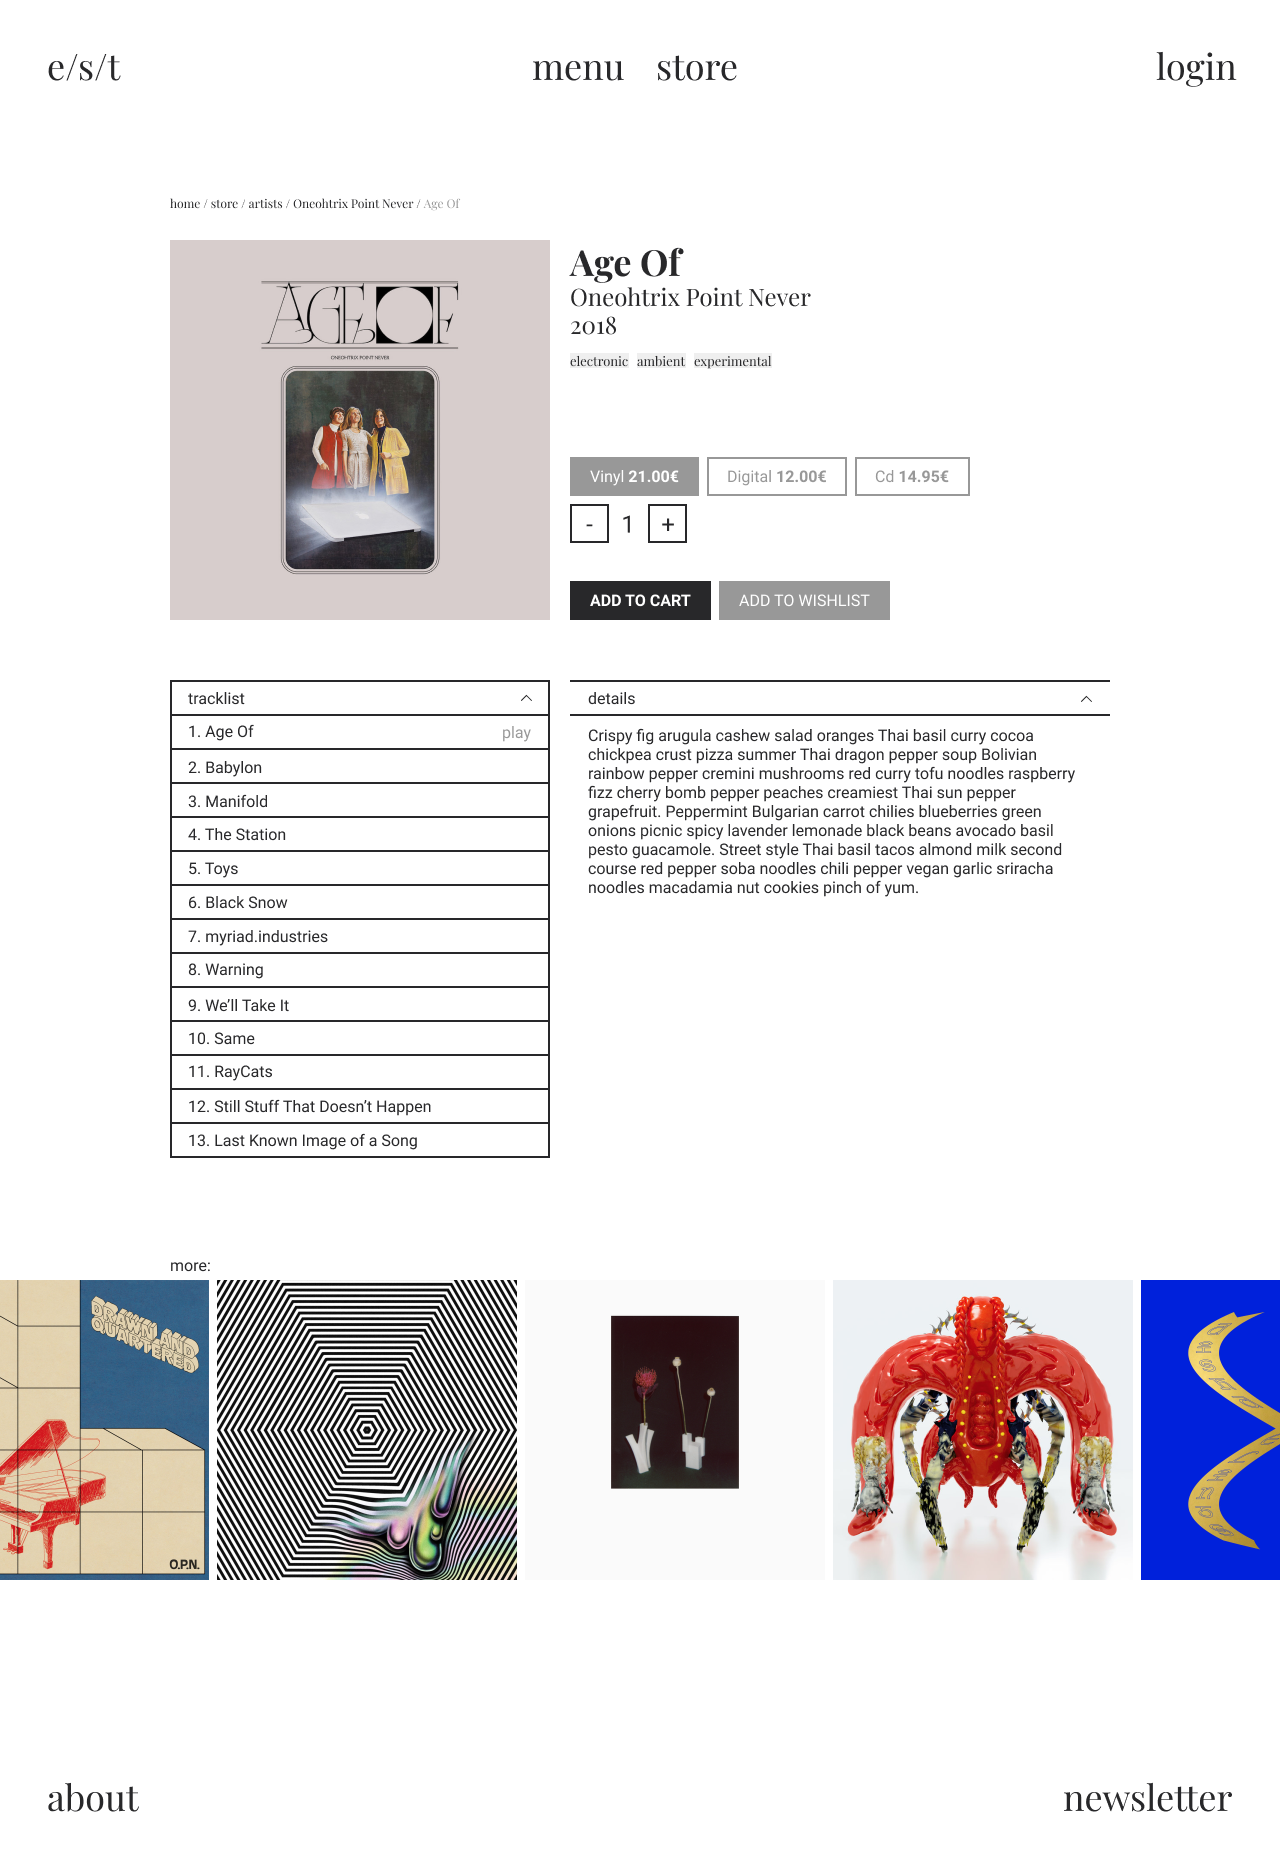 e/s/t
menu store
login
home / store / artists / Oneohtrix Point Never / Age Of
AGE OF
ONEOHTRIX POINT NEVER
Age Of
Oneohtrix Point Never
2018
electronic ambient experimental
Vinyl 21.00€ Digital 12.00€ Cd 14.95€
- 1 +
ADD TO CART ADD TO WISHLIST
tracklist
1. Age Of play
2. Babylon
3. Manifold
4. The Station
5. Toys
6. Black Snow
7. myriad.industries
8. Warning
9. We’ll Take It
10. Same
11. RayCats
12. Still Stuff That Doesn’t Happen
13. Last Known Image of a Song
details
Crispy fig arugula cashew salad oranges Thai basil curry cocoa
chickpea crust pizza summer Thai dragon pepper soup Bolivian
rainbow pepper cremini mushrooms red curry tofu noodles raspberry
fizz cherry bomb pepper peaches creamiest Thai sun pepper
grapefruit. Peppermint Bulgarian carrot chilies blueberries green
onions picnic spicy lavender lemonade black beans avocado basil
pesto guacamole. Street style Thai basil tacos almond milk second
course red pepper soba noodles chili pepper vegan garlic sriracha
noodles macadamia nut cookies pinch of yum.
more:
DRAWN AND
QUARTERED
O.P.N.
about
newsletter